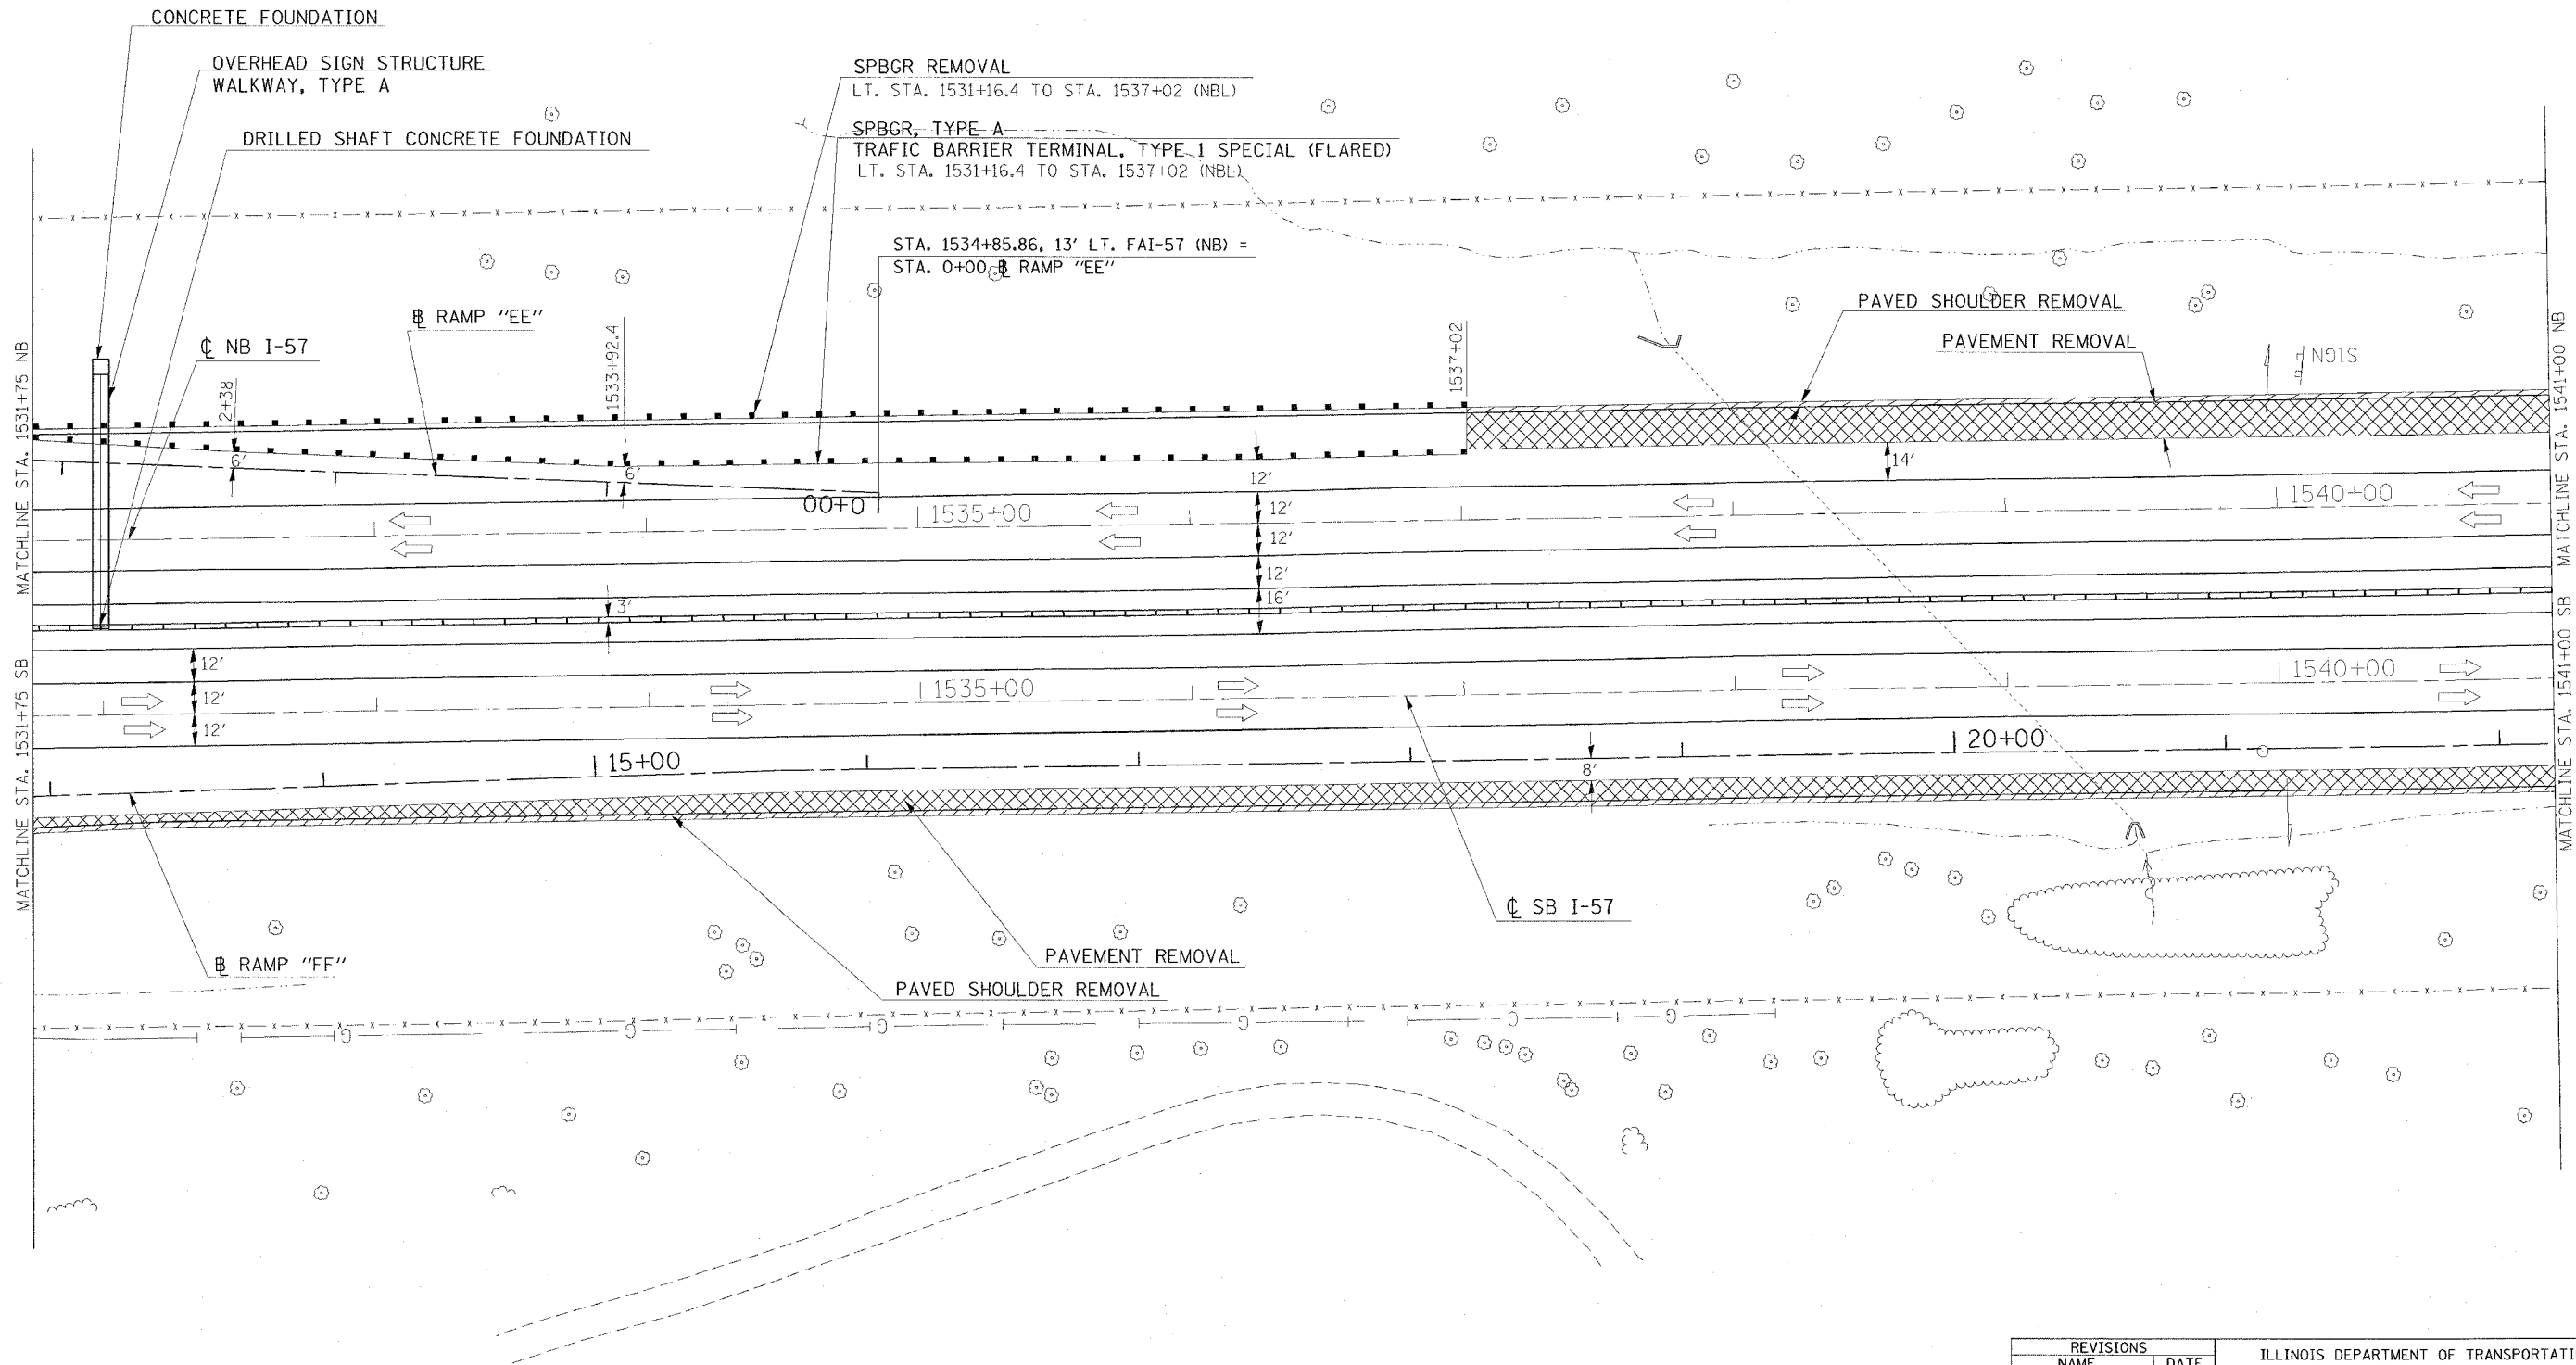 CONCRETE FOUNDATION
OVERHEAD SIGN STRUCTURE
WALKWAY, TYPE A
DRILLED SHAFT CONCRETE FOUNDATION
SPBGR REMOVAL
LT. STA. 1531+16.4 TO STA. 1537+02 (NBL)
SPBGR, TYPE A
TRAFIC BARRIER TERMINAL, TYPE 1 SPECIAL (FLARED)
LT. STA. 1531+16.4 TO STA. 1537+02 (NBL)
STA. 1534+85.86, 13' LT. FAI-57 (NB) =
STA. 0+00 ℄ RAMP "EE"
℄ RAMP "EE"
℄ NB I-57
PAVED SHOULDER REMOVAL
PAVEMENT REMOVAL
SIGN
MATCHLINE STA. 1531+75 NB
MATCHLINE STA. 1541+00 NB
2+38
1533+92.4
1537+02
6'
6'
14'
12'
12'
12'
12'
16'
3'
00+0
1535+00
1540+00
MATCHLINE STA. 1531+75 SB
MATCHLINE STA. 1541+00 SB
12'
12'
12'
1535+00
1540+00
15+00
20+00
8'
℄ SB I-57
℄ RAMP "FF"
PAVEMENT REMOVAL
PAVED SHOULDER REMOVAL
G G G G G G
REVISIONS
NAME DATE
ILLINOIS DEPARTMENT OF TRANSPORTATI